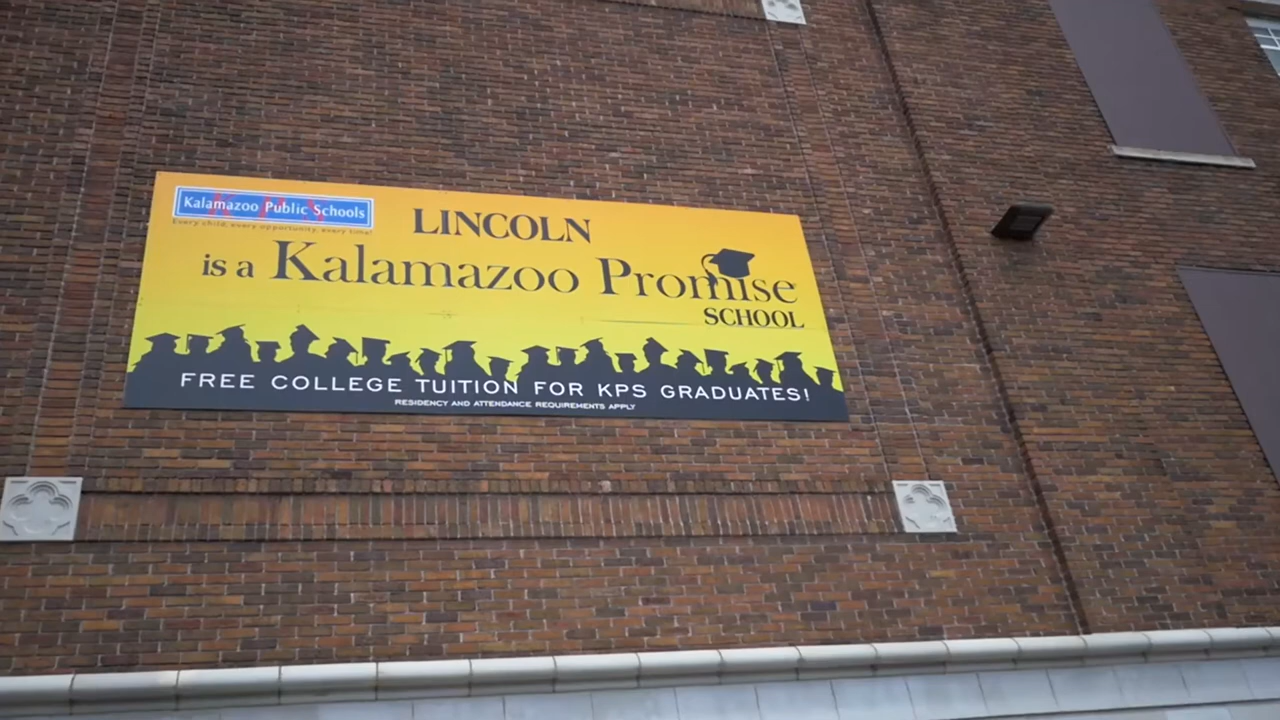 Kalamazoo Public Schools
Every child, every opportunity, every time!
LINCOLN
is a Kalamazoo Promise
SCHOOL
FREE COLLEGE TUITION FOR KPS GRADUATES!
RESIDENCY AND ATTENDANCE REQUIREMENTS APPLY